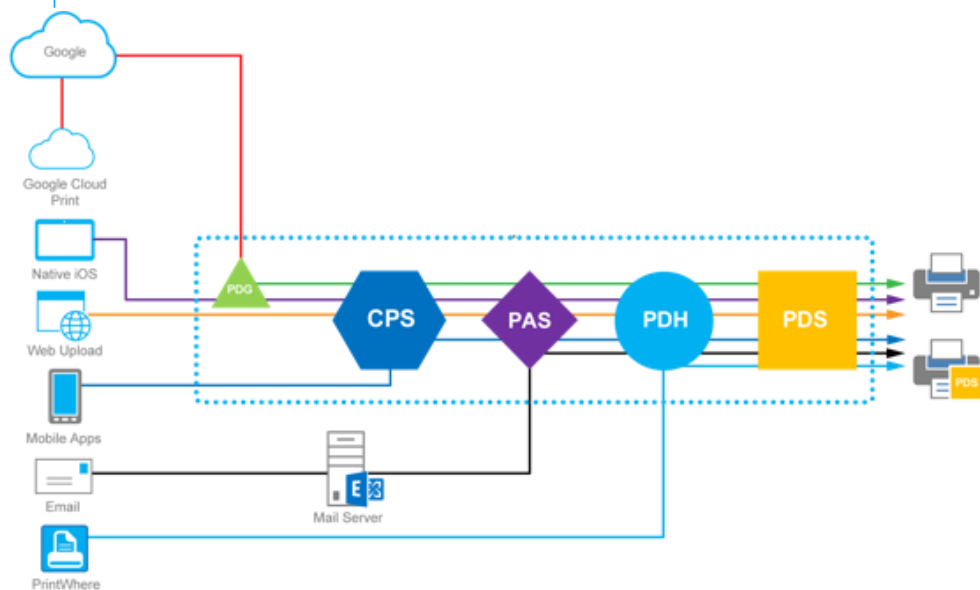 Google
Google Cloud
Print
Native iOS
Web Upload
Mobile Apps
Email
PrintWhere
PDG
CPS
PAS
PDH
PDS
E
Mail Server
PDS